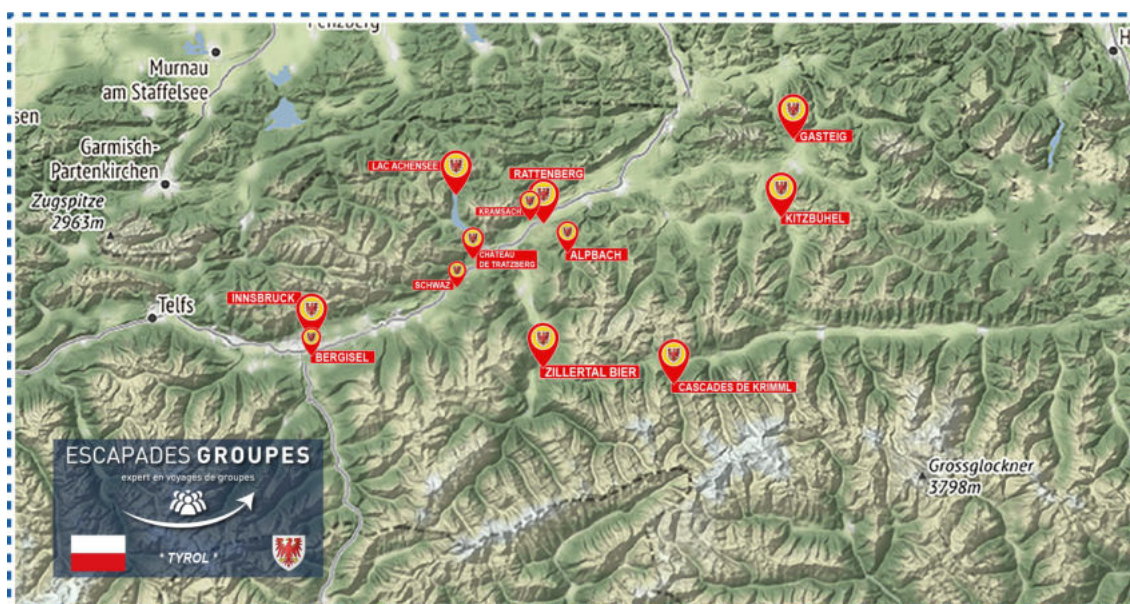 Penzberg
Murnau
am Staffelsee
sen
H
Garmisch-
Partenkirchen
Zugspitze
2963m
LAC ACHENSEE
RATTENBERG
KRAMSACH
GASTEIG
KITZBÜHEL
ALPBACH
CHATEAU
DE TRATZBERG
SCHWAZ
INNSBRUCK
Telfs
BERGISEL
ZILLERTAL BIER
CASCADES DE KRIMML
Grossglockner
3798m
ESCAPADES GROUPES
expert en voyages de groupes
* TYROL *